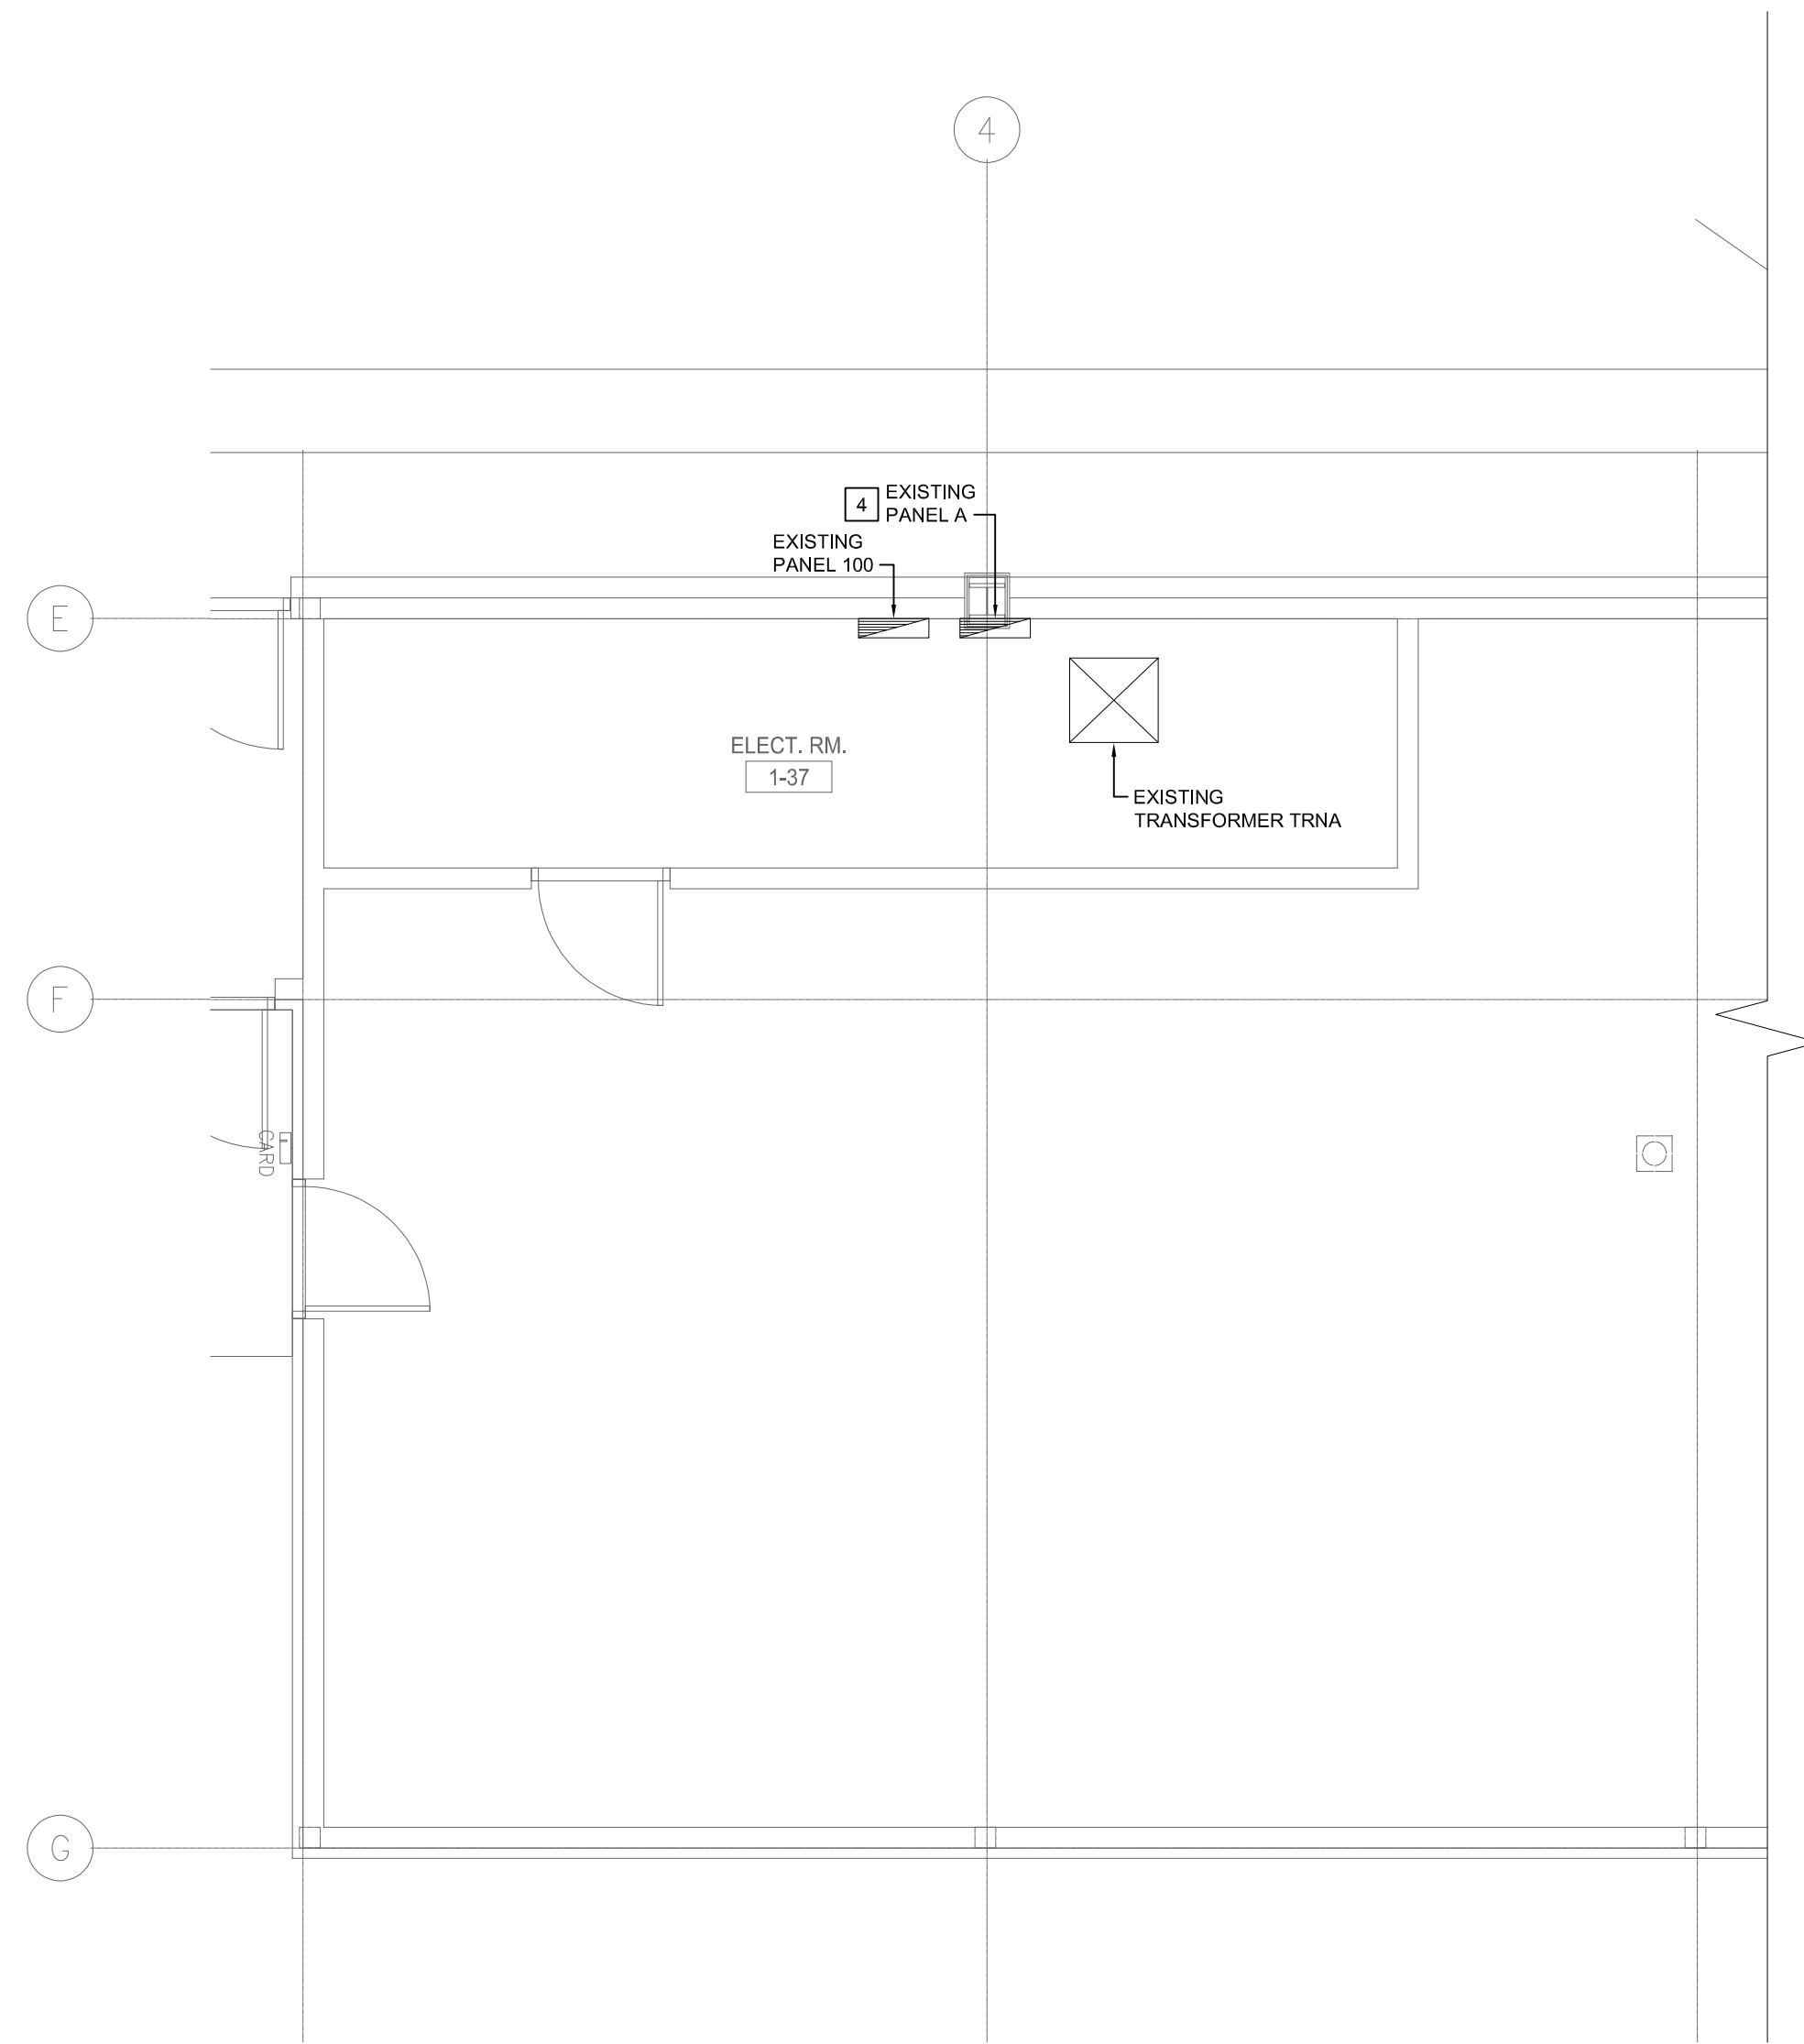 4
4
EXISTING
PANEL A
EXISTING
PANEL 100
E
ELECT. RM.
1-37
EXISTING
TRANSFORMER TRNA
F
CARD
G